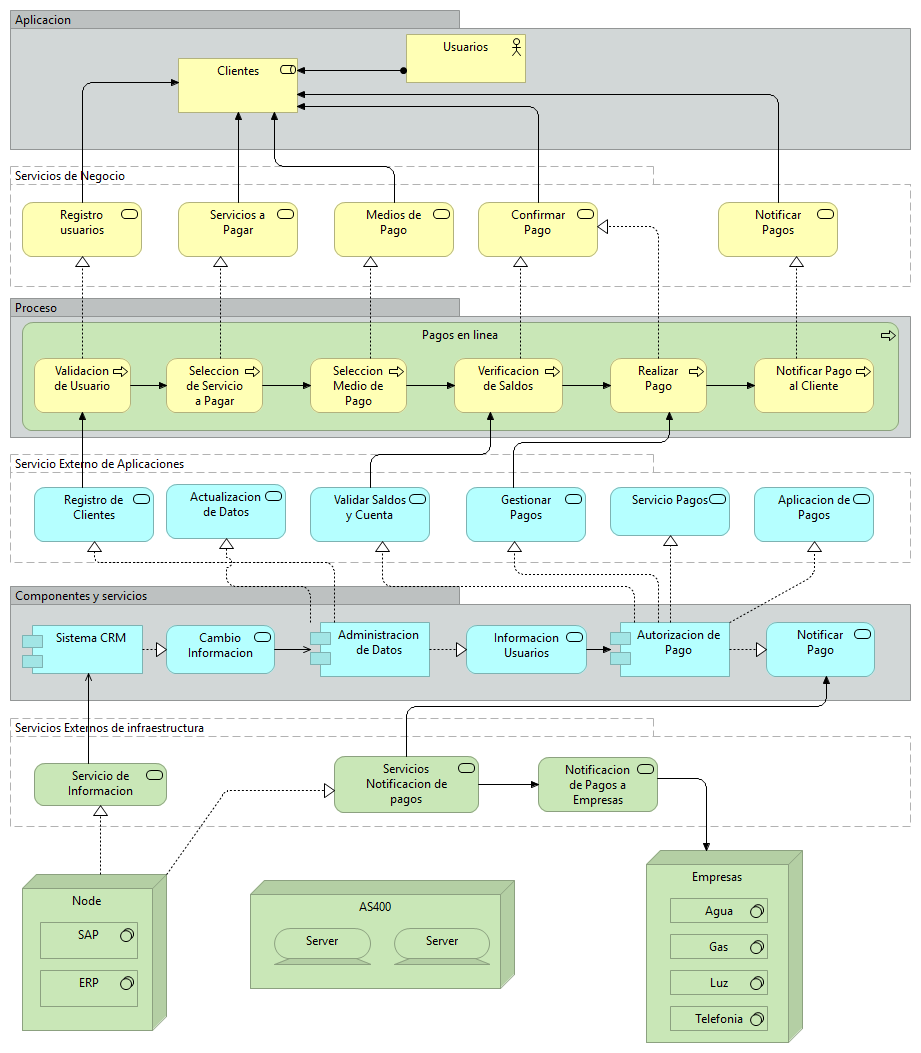 Aplicacion
Usuarios
Clientes
Servicios de Negocio
Registro
usuarios
Servicios a
Pagar
Medios de
Pago
Confirmar
Pago
Notificar
Pagos
Proceso
Pagos en linea
Validacion
de Usuario
Seleccion
de Servicio
a Pagar
Seleccion
Medio de
Pago
Verificacion
de Saldos
Realizar
Pago
Notificar Pago
al Cliente
Servicio Externo de Aplicaciones
Registro de
Clientes
Actualizacion
de Datos
Validar Saldos
y Cuenta
Gestionar
Pagos
Servicio Pagos
Aplicacion de
Pagos
Componentes y servicios
Sistema CRM
Cambio
Informacion
Administracion
de Datos
Informacion
Usuarios
Autorizacion de
Pago
Notificar
Pago
Servicios Externos de infraestructura
Servicio de
Informacion
Servicios
Notificacion de
pagos
Notificacion
de Pagos a
Empresas
Node
SAP
ERP
AS400
Server
Server
Empresas
Agua
Gas
Luz
Telefonia